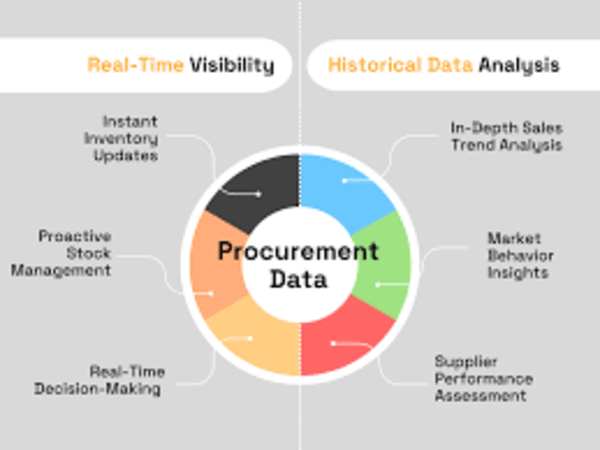 Real-Time Visibility
Historical Data Analysis
Instant
Inventory
Updates
In-Depth Sales
Trend Analysis
Proactive
Stock
Management
Procurement
Data
Market
Behavior
Insights
Real-Time
Decision-Making
Supplier
Performance
Assessment